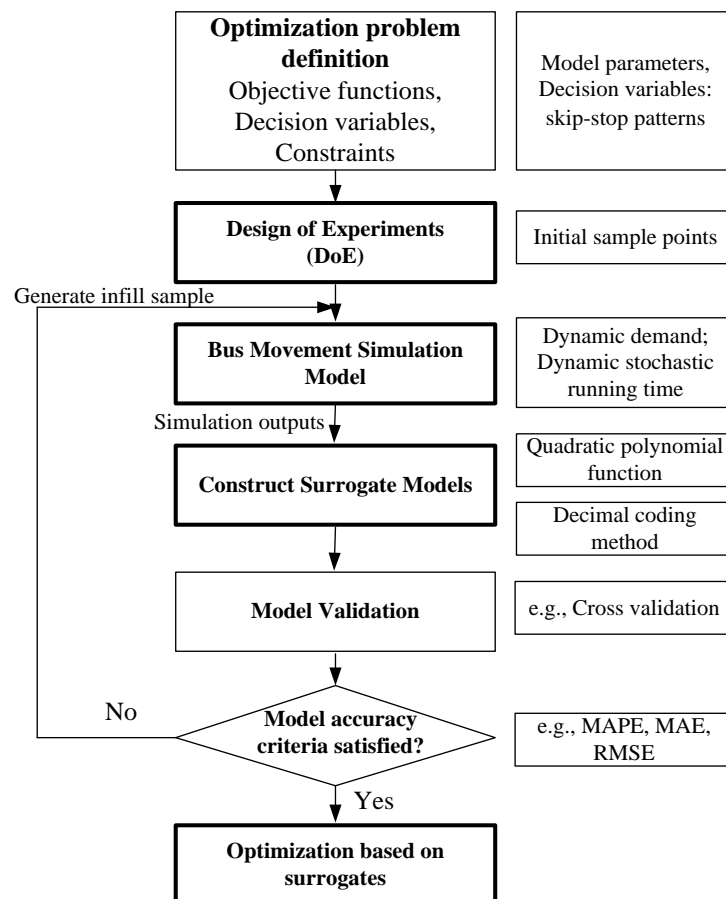 Optimization problem
definition
Objective functions,
Decision variables,
Constraints
Model parameters,
Decision variables:
skip-stop patterns
Design of Experiments
(DoE)
Initial sample points
Generate infill sample
Bus Movement Simulation
Model
Dynamic demand;
Dynamic stochastic
running time
Simulation outputs
Construct Surrogate Models
Quadratic polynomial
function
Decimal coding
method
Model Validation
e.g., Cross validation
No
Model accuracy
criteria satisfied?
e.g., MAPE, MAE,
RMSE
Yes
Optimization based on
surrogates